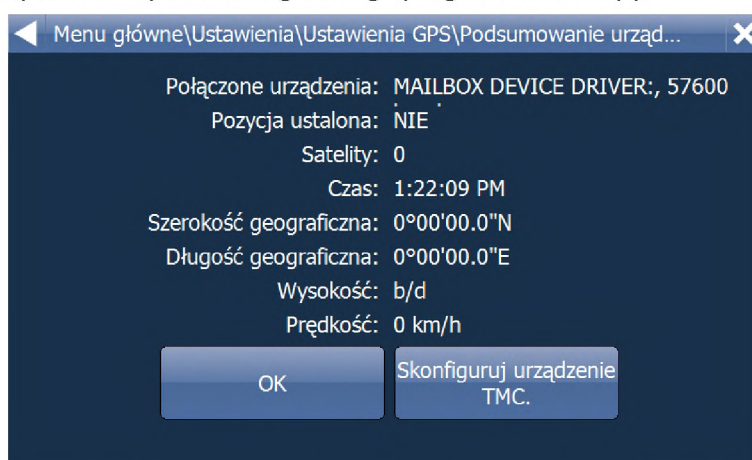 Menu główne\Ustawienia\Ustawienia GPS\Podsumowanie urząd...
Połączone urządzenia: MAILBOX DEVICE DRIVER:, 57600
Pozycja ustalona: NIE
Satelity: 0
Czas: 1:22:09 PM
Szerokość geograficzna: 0°00'00.0"N
Długość geograficzna: 0°00'00.0"E
Wysokość: b/d
Prędkość: 0 km/h
OK
Skonfiguruj urządzenie
TMC.